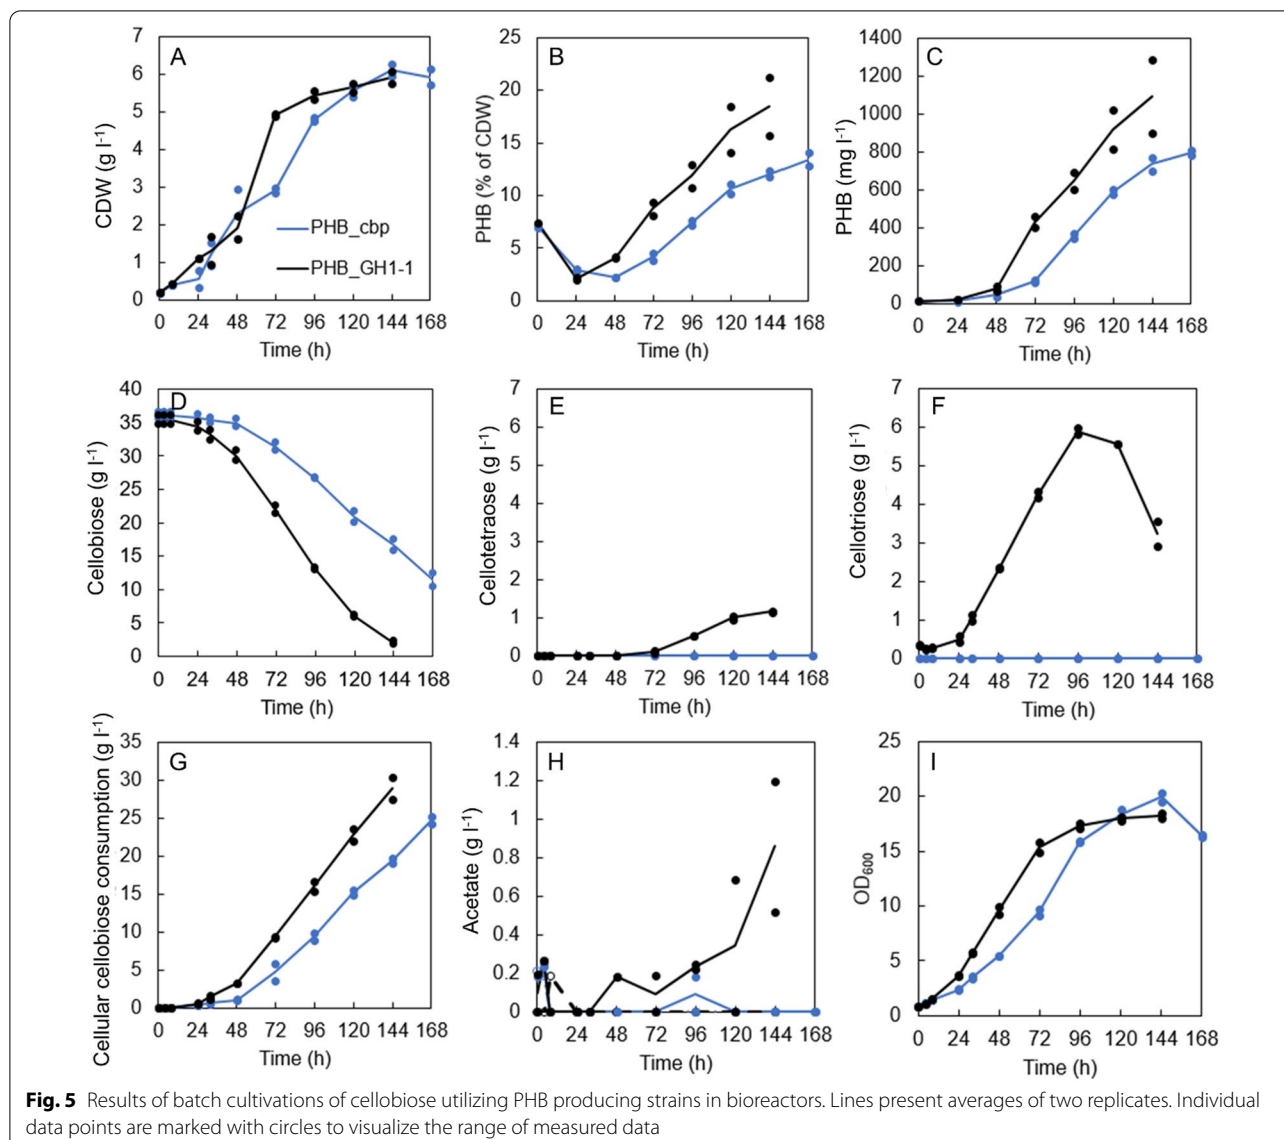 A
CDW (g l-1)
7
6
5
4
3
2
1
0
PHB_cbp
PHB_GH1-1
0 24 48 72 96 120 144 168
Time (h)
B
PHB (% of CDW)
25
20
15
10
5
0
0 24 48 72 96 120 144 168
Time (h)
C
PHB (mg l-1)
1400
1200
1000
800
600
400
200
0
0 24 48 72 96 120 144 168
Time (h)
D
Cellobiose (g l-1)
40
35
30
25
20
15
10
5
0
0 24 48 72 96 120 144 168
Time (h)
E
Cellotetraose (g l-1)
7
6
5
4
3
2
1
0
0 24 48 72 96 120 144 168
Time (h)
F
Cellotriose (g l-1)
7
6
5
4
3
2
1
0
0 24 48 72 96 120 144 168
Time (h)
G
Cellular cellobiose consumption (g l-1)
35
30
25
20
15
10
5
0
0 24 48 72 96 120 144 168
Time (h)
H
Acetate (g l-1)
1.4
1.2
1
0.8
0.6
0.4
0.2
0
0 24 48 72 96 120 144 168
Time (h)
I
OD600
25
20
15
10
5
0
0 24 48 72 96 120 144 168
Time (h)
Fig. 5 Results of batch cultivations of cellobiose utilizing PHB producing strains in bioreactors. Lines present averages of two replicates. Individual
data points are marked with circles to visualize the range of measured data